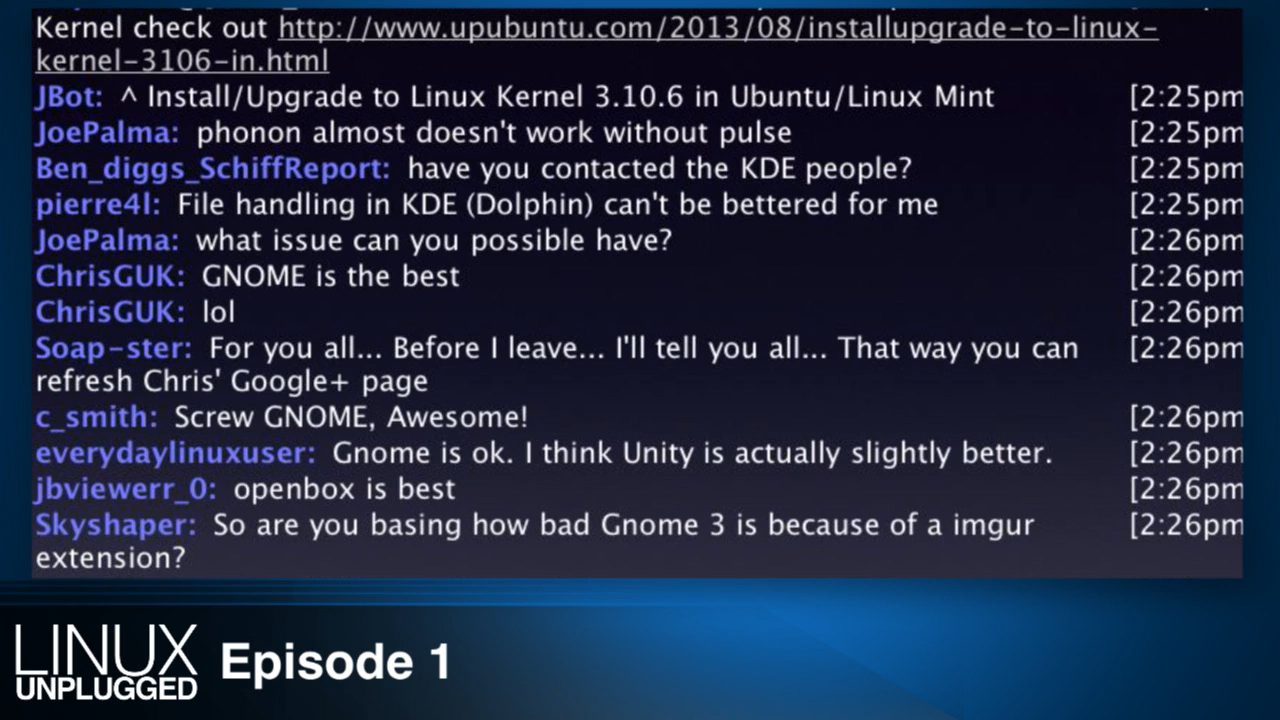 Kernel check out http://www.upubuntu.com/2013/08/installupgrade-to-linux-
kernel-3106-in.html
JBot: ^ Install/Upgrade to Linux Kernel 3.10.6 in Ubuntu/Linux Mint [2:25pm
JoePalma: phonon almost doesn't work without pulse [2:25pm
Ben_diggs_SchiffReport: have you contacted the KDE people? [2:25pm
pierre4l: File handling in KDE (Dolphin) can't be bettered for me [2:25pm
JoePalma: what issue can you possible have? [2:26pm
ChrisGUK: GNOME is the best [2:26pm
ChrisGUK: lol [2:26pm
Soap-ster: For you all... Before I leave... I'll tell you all... That way you can [2:26pm
refresh Chris' Google+ page
c_smith: Screw GNOME, Awesome! [2:26pm
everydaylinuxuser: Gnome is ok. I think Unity is actually slightly better. [2:26pm
jbviewerr_0: openbox is best [2:26pm
Skyshaper: So are you basing how bad Gnome 3 is because of a imgur [2:26pm
extension?
LINUX
UNPLUGGED
Episode 1